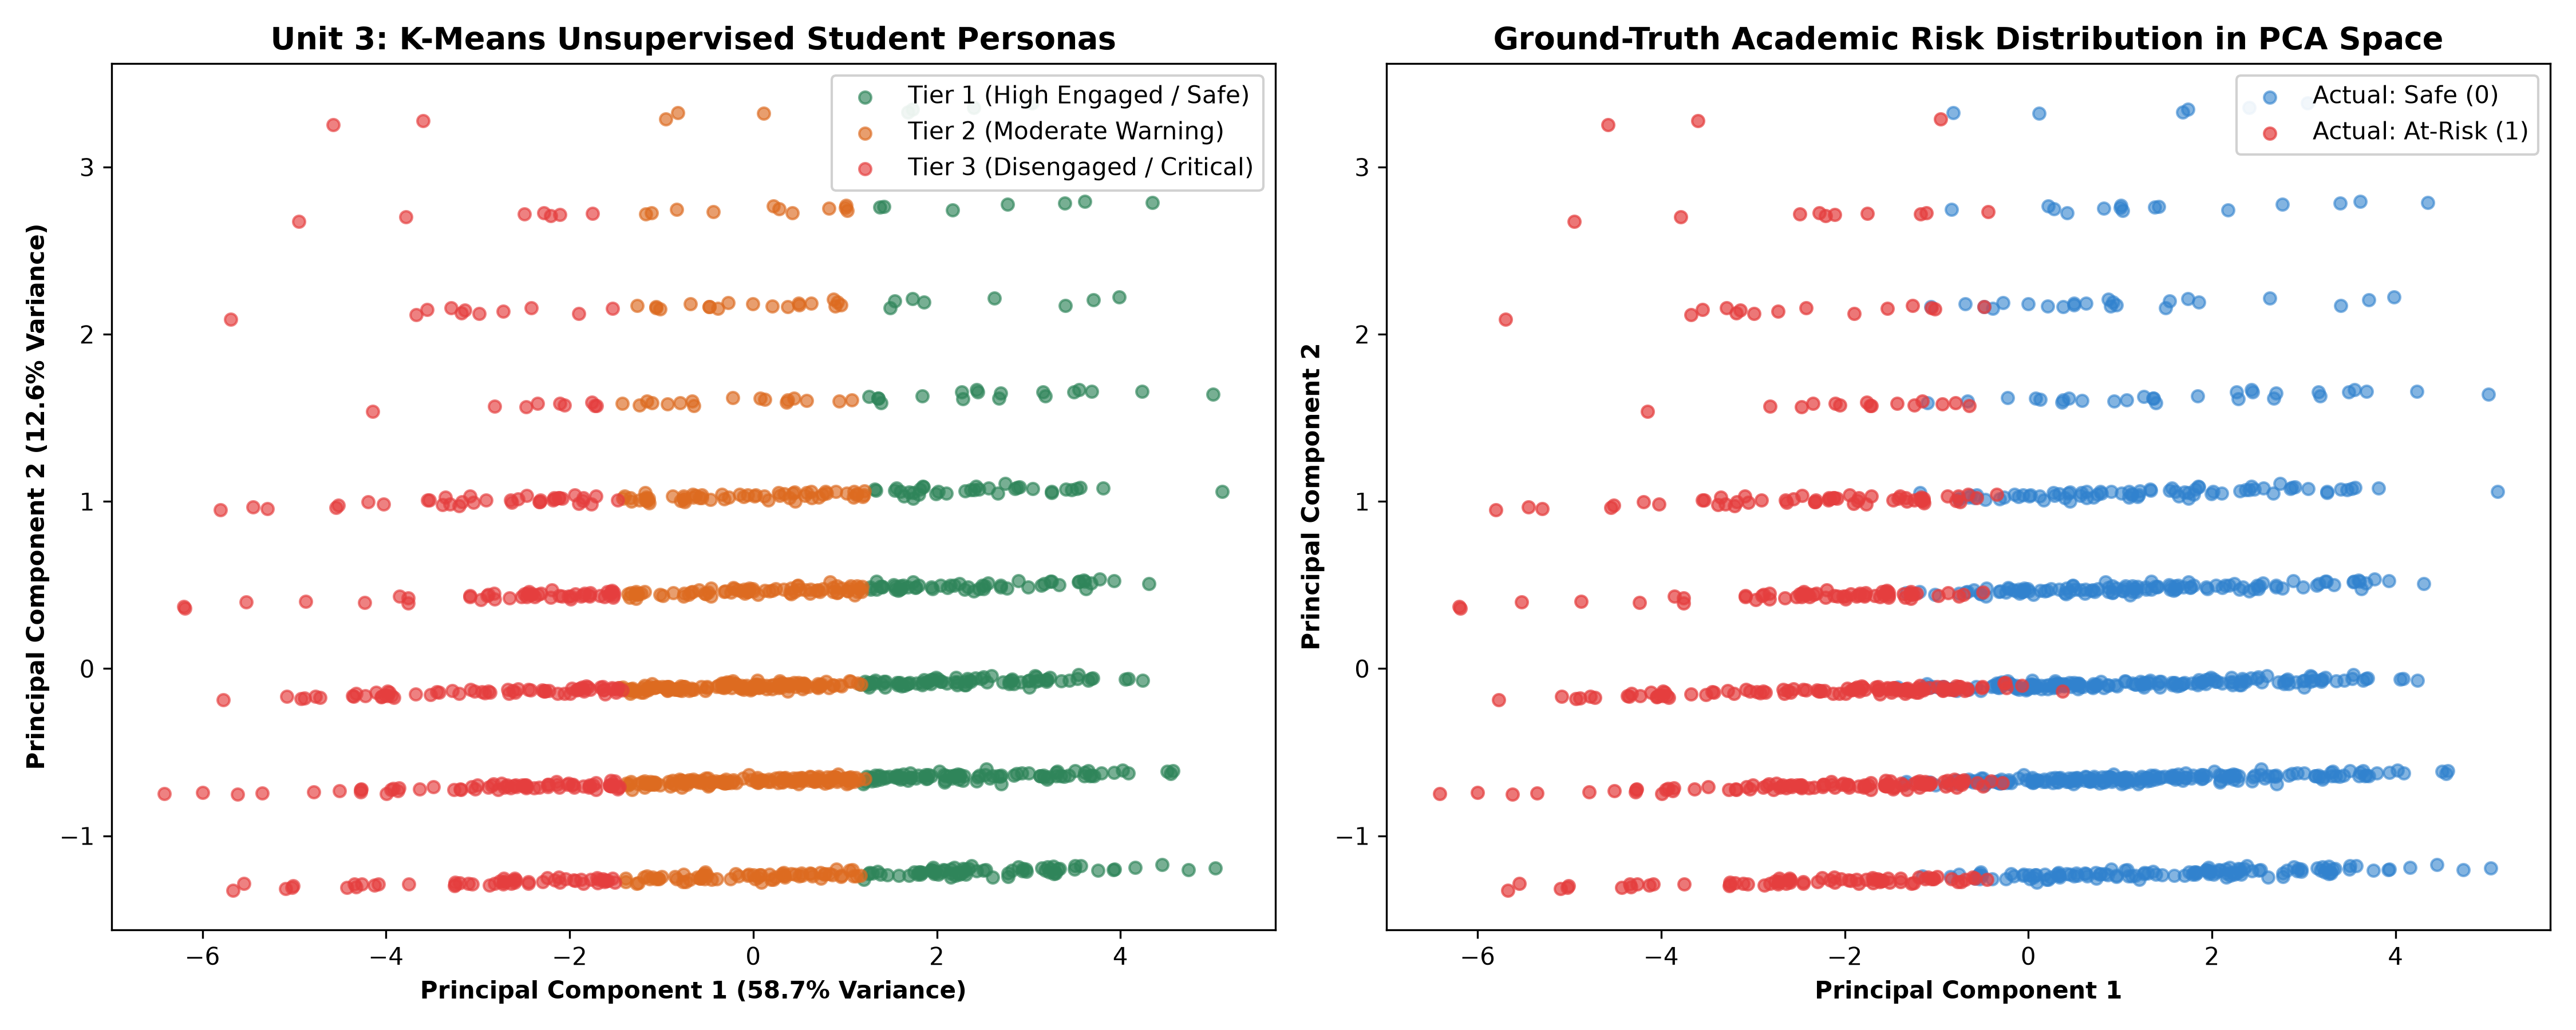 Unit 3: K-Means Unsupervised Student Personas
Tier 1 (High Engaged / Safe)
Tier 2 (Moderate Warning)
Tier 3 (Disengaged / Critical)
Principal Component 2 (12.6% Variance)
3
2
1
0
−1
−6
−4
−2
0
2
4
Principal Component 1 (58.7% Variance)
Ground-Truth Academic Risk Distribution in PCA Space
Actual: Safe (0)
Actual: At-Risk (1)
Principal Component 2
3
2
1
0
−1
−6
−4
−2
0
2
4
Principal Component 1